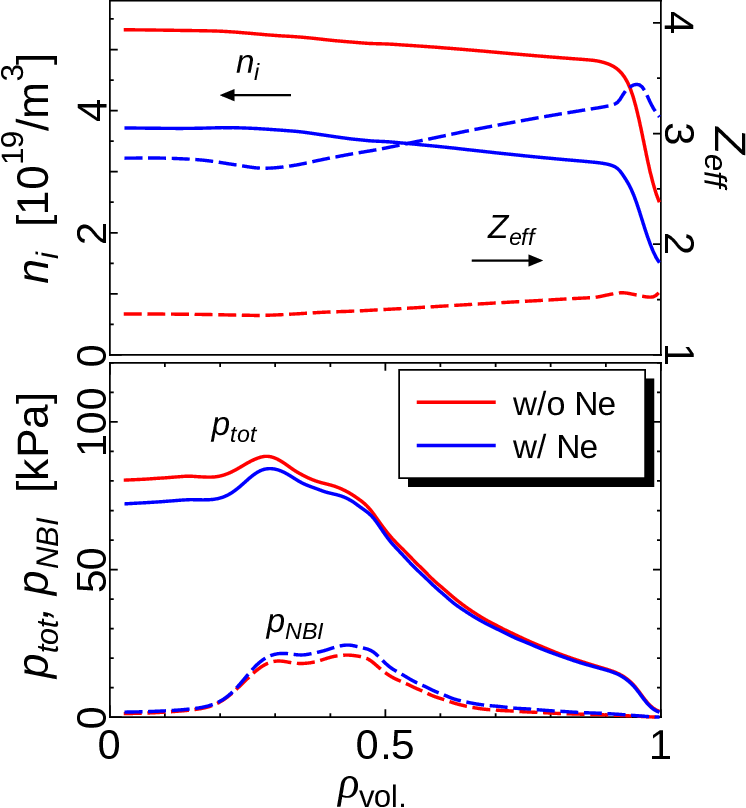 n_i [10^19/m^3]
0
2
4
n_i
Z_eff
1
2
3
4
Z_eff
p_tot, p_NBI [kPa]
0
50
100
p_tot
w/o Ne
w/ Ne
p_NBI
0
0.5
1
ρ_vol.